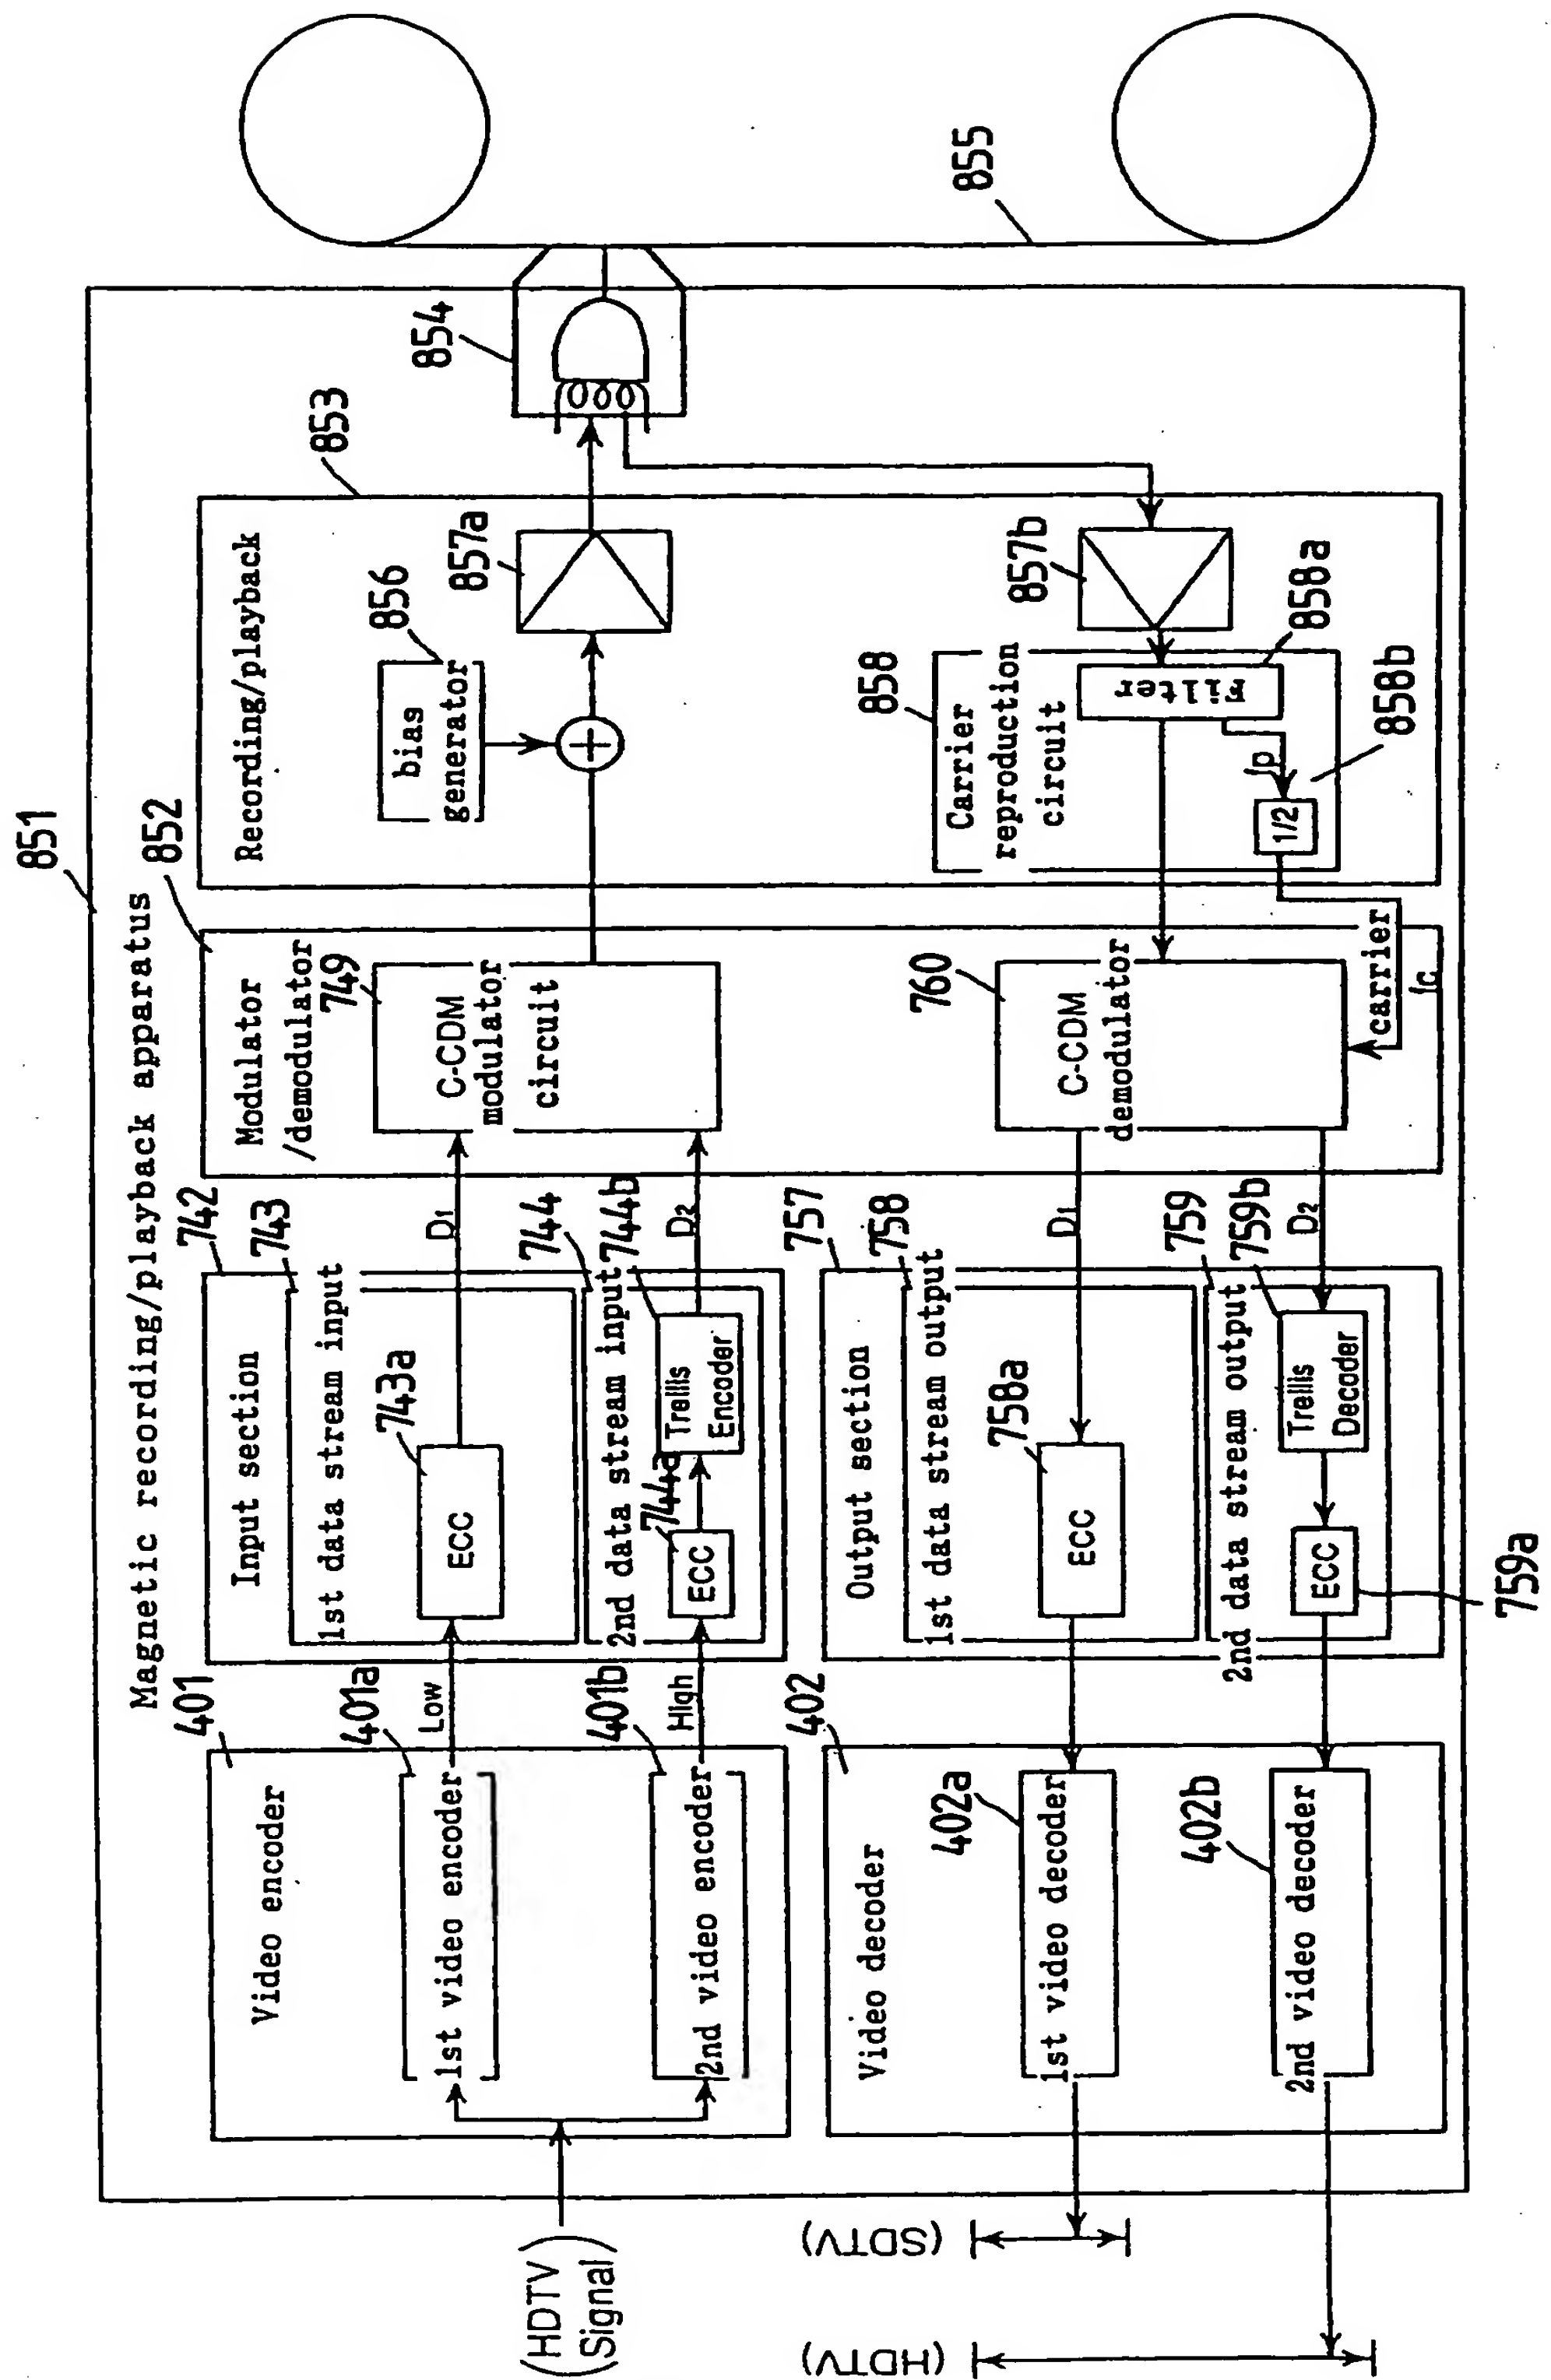 Magnetic recording/playback apparatus
851
(HDTV
Signal)
Video encoder
401
1st video encoder
401a
Low
2nd video encoder
401b
High
Input section
742
1st data stream input
743
ECC
743a
D1
2nd data stream input
744
ECC
744a
Trellis
Encoder
744b
D2
Modulator
/demodulator
852
C-CDM
modulator
circuit
749
Recording/playback
853
bias
generator
856
+
857a
854
855
857b
Carrier
reproduction
circuit
858
Filter
858a
fp
1/2
858b
carrier
fc
C-CDM
demodulator
760
D1
D2
Output section
757
1st data stream output
758
ECC
758a
2nd data stream output
759
Trellis
Decoder
759b
ECC
759a
Video decoder
402
1st video decoder
402a
2nd video decoder
402b
(SDTV)
(HDTV)